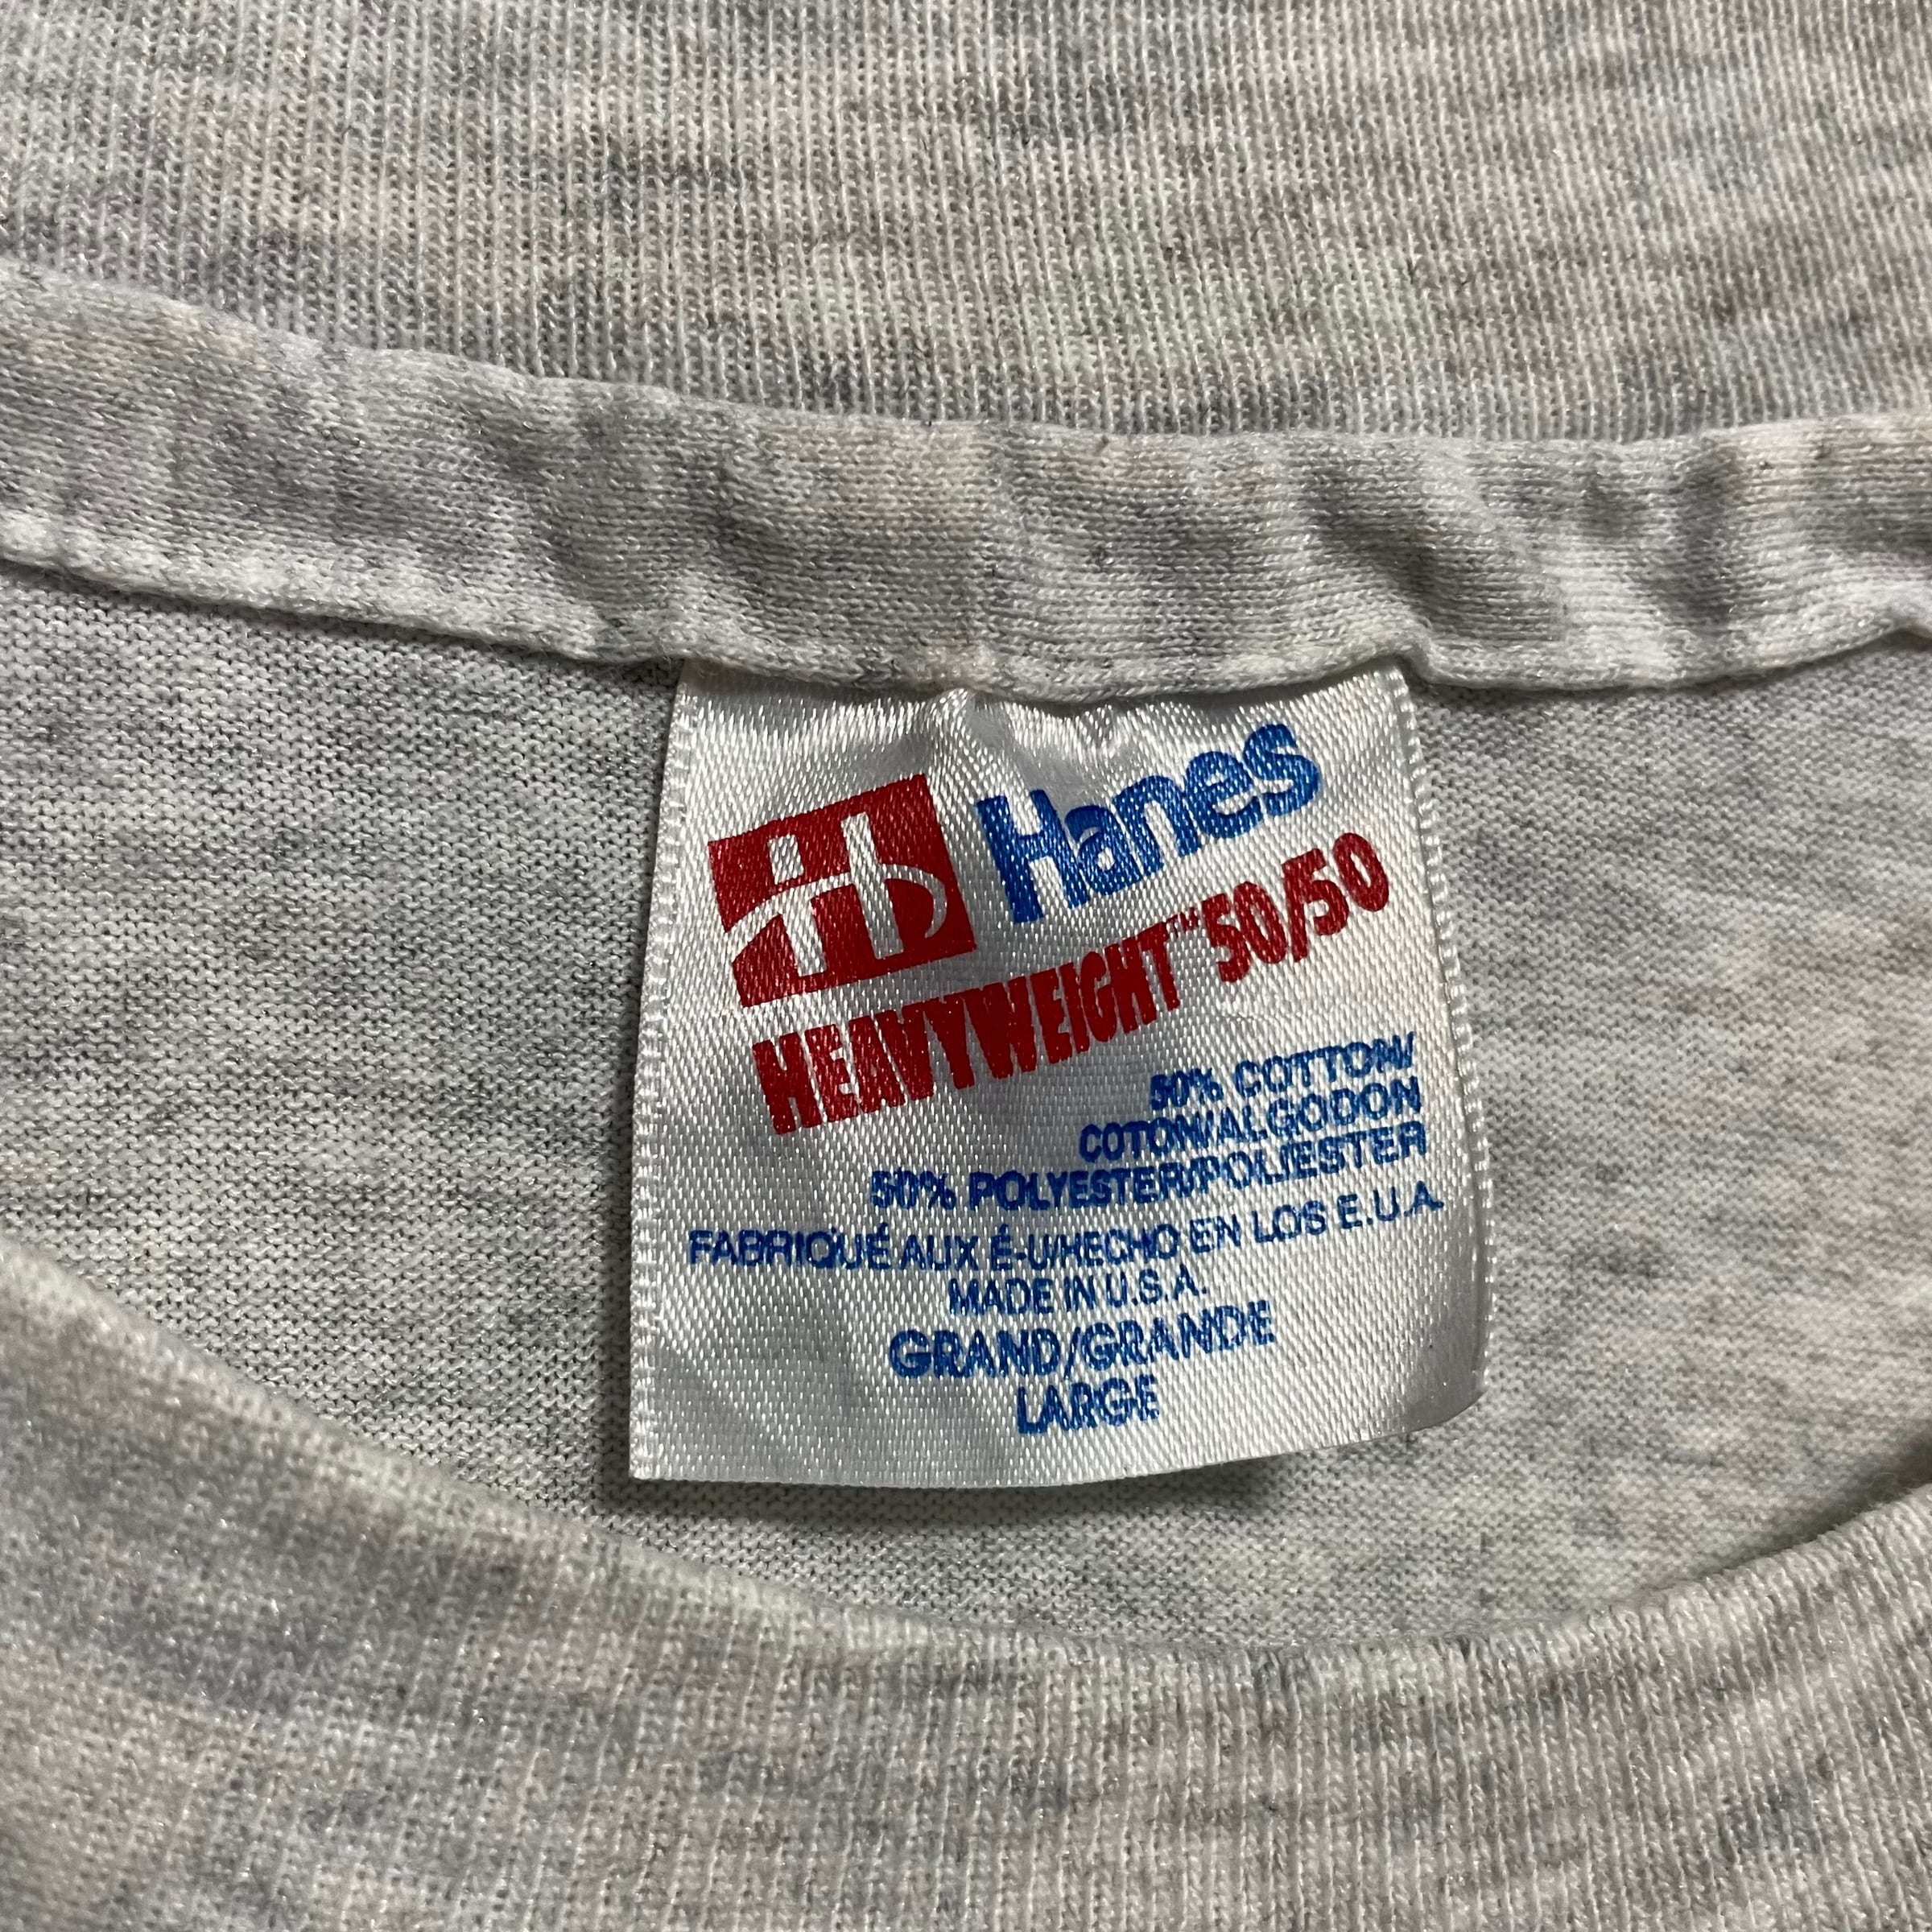 Hanes
HEAVYWEIGHT™ 50/50
50% COTTON/
COTON/ALGODON
50% POLYESTER/POLIESTER
FABRIQUÉ AUX É-U/HECHO EN LOS E.U.A.
MADE IN U.S.A.
GRAND/GRANDE
LARGE